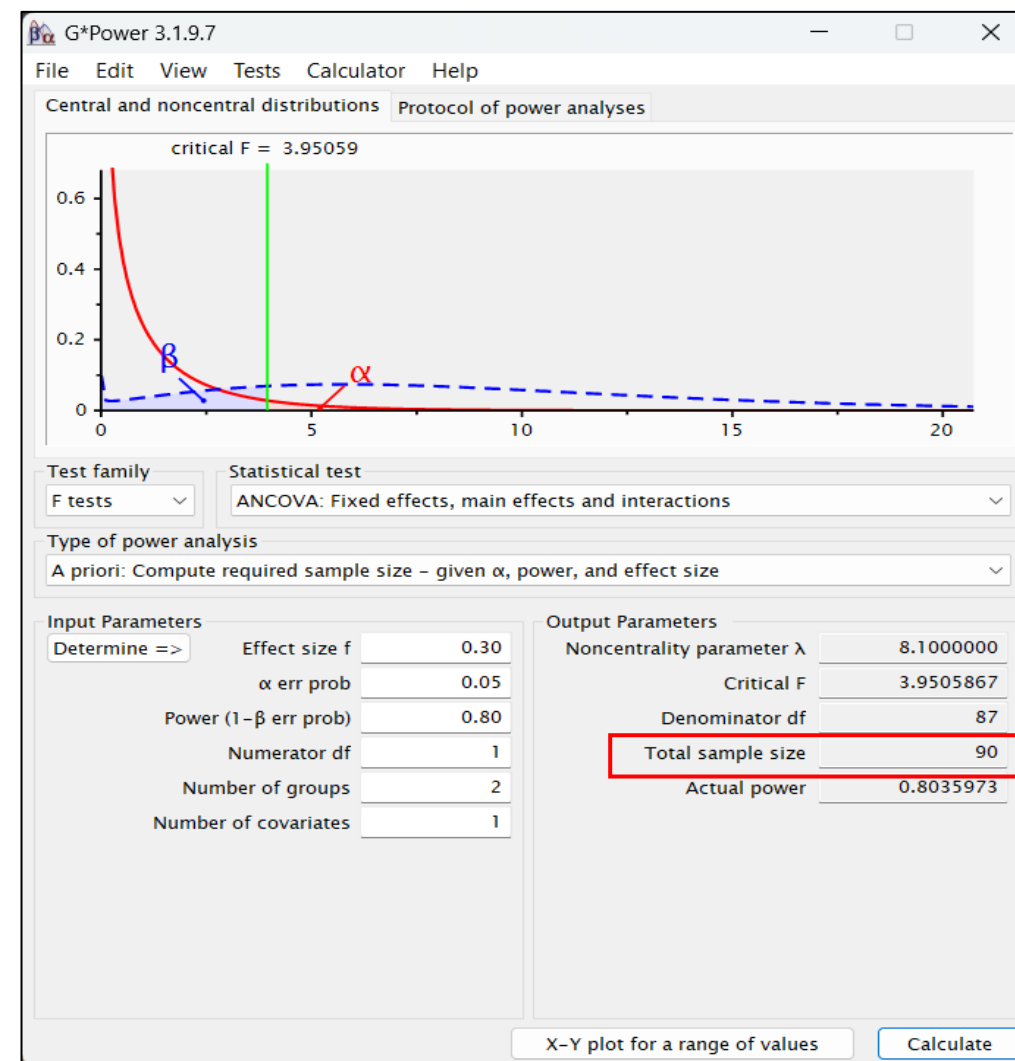 G*Power 3.1.9.7
File Edit View Tests Calculator Help
Central and noncentral distributions Protocol of power analyses
critical F = 3.95059
0.6
0.4
0.2
0
β
α
0 5 10 15 20
Test family Statistical test
F tests ANCOVA: Fixed effects, main effects and interactions
Type of power analysis
A priori: Compute required sample size – given α, power, and effect size
Input Parameters
Determine => Effect size f 0.30
α err prob 0.05
Power (1–β err prob) 0.80
Numerator df 1
Number of groups 2
Number of covariates 1
Output Parameters
Noncentrality parameter λ 8.1000000
Critical F 3.9505867
Denominator df 87
Total sample size 90
Actual power 0.8035973
X–Y plot for a range of values Calculate